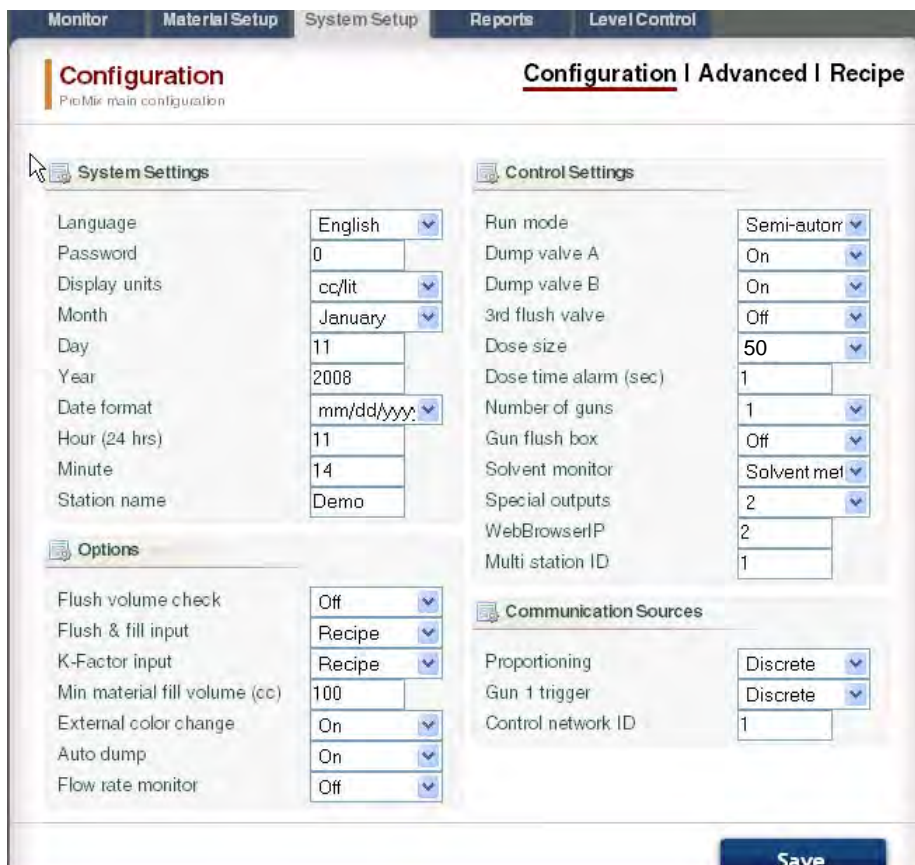 Monitor Material Setup System Setup Reports Level Control
Configuration
ProMix main configuration
Configuration | Advanced | Recipe
System Settings
Language English
Password 0
Display units cc/lit
Month January
Day 11
Year 2008
Date format mm/dd/yyy
Hour (24 hrs) 11
Minute 14
Station name Demo
Options
Flush volume check Off
Flush & fill input Recipe
K-Factor input Recipe
Min material fill volume (cc) 100
External color change On
Auto dump On
Flow rate monitor Off
Control Settings
Run mode Semi-autom
Dump valve A On
Dump valve B On
3rd flush valve Off
Dose size 50
Dose time alarm (sec) 1
Number of guns 1
Gun flush box Off
Solvent monitor Solvent met
Special outputs 2
WebBrowserIP 2
Multi station ID 1
Communication Sources
Proportioning Discrete
Gun 1 trigger Discrete
Control network ID 1
Save